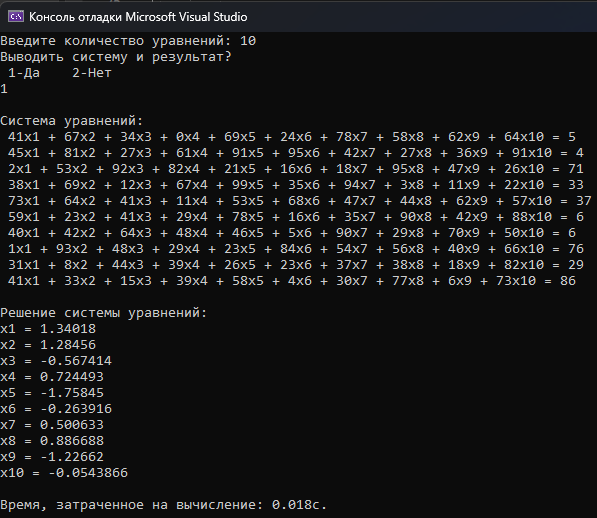 Консоль отладки Microsoft Visual Studio
Введите количество уравнений: 10
Выводить систему и результат?
1-Да 2-Нет
1
Система уравнений:
41x1 + 67x2 + 34x3 + 0x4 + 69x5 + 24x6 + 78x7 + 58x8 + 62x9 + 64x10 = 5
45x1 + 81x2 + 27x3 + 61x4 + 91x5 + 95x6 + 42x7 + 27x8 + 36x9 + 91x10 = 4
2x1 + 53x2 + 92x3 + 82x4 + 21x5 + 16x6 + 18x7 + 95x8 + 47x9 + 26x10 = 71
38x1 + 69x2 + 12x3 + 67x4 + 99x5 + 35x6 + 94x7 + 3x8 + 11x9 + 22x10 = 33
73x1 + 64x2 + 41x3 + 11x4 + 53x5 + 68x6 + 47x7 + 44x8 + 62x9 + 57x10 = 37
59x1 + 23x2 + 41x3 + 29x4 + 78x5 + 16x6 + 35x7 + 90x8 + 42x9 + 88x10 = 6
40x1 + 42x2 + 64x3 + 48x4 + 46x5 + 5x6 + 90x7 + 29x8 + 70x9 + 50x10 = 6
1x1 + 93x2 + 48x3 + 29x4 + 23x5 + 84x6 + 54x7 + 56x8 + 40x9 + 66x10 = 76
31x1 + 8x2 + 44x3 + 39x4 + 26x5 + 23x6 + 37x7 + 38x8 + 18x9 + 82x10 = 29
41x1 + 33x2 + 15x3 + 39x4 + 58x5 + 4x6 + 30x7 + 77x8 + 6x9 + 73x10 = 86
Решение системы уравнений:
x1 = 1.34018
x2 = 1.28456
x3 = -0.567414
x4 = 0.724493
x5 = -1.75845
x6 = -0.263916
x7 = 0.500633
x8 = 0.886688
x9 = -1.22662
x10 = -0.0543866
Время, затраченное на вычисление: 0.018с.